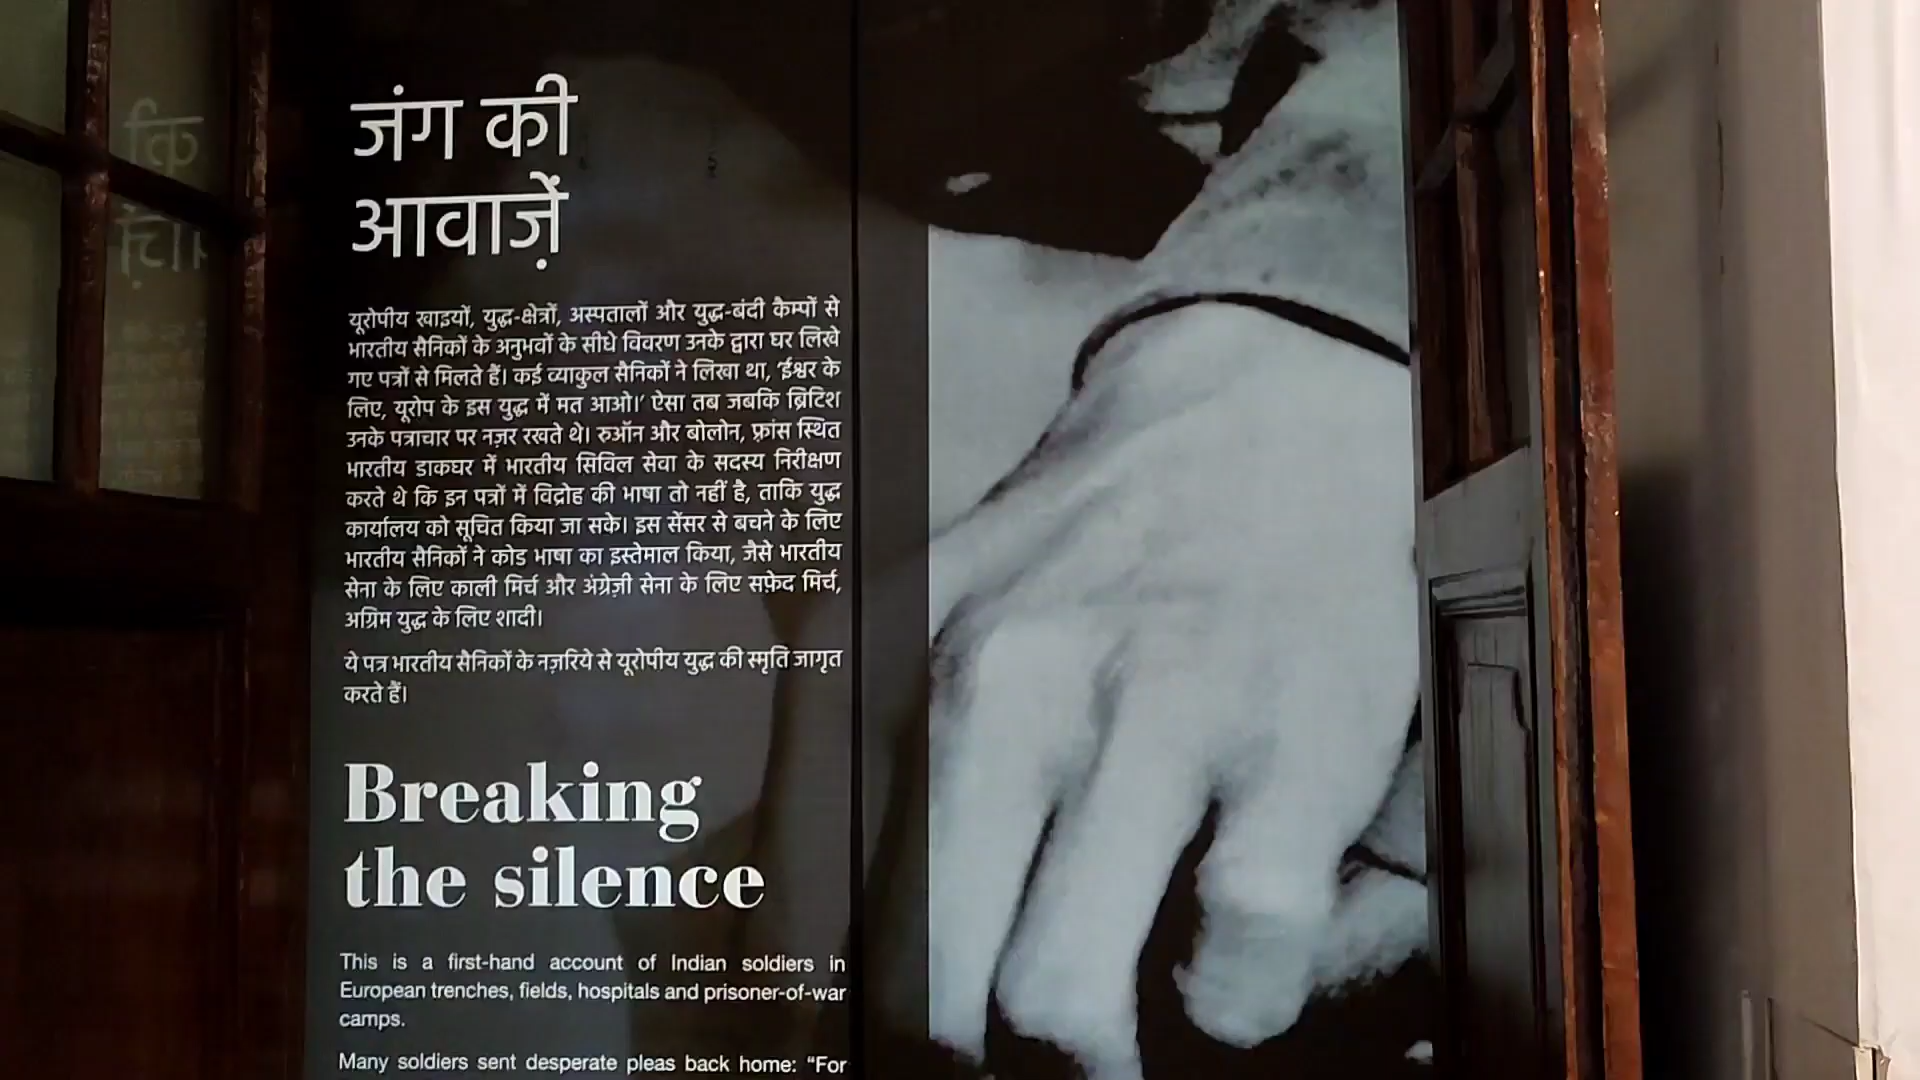 जंग की
आवाज़ें
यूरोपीय खाइयों, युद्ध-क्षेत्रों, अस्पतालों और युद्ध-बंदी कैम्पों से
भारतीय सैनिकों के अनुभवों के सीधे विवरण उनके द्वारा घर लिखे
गए पत्रों से मिलते हैं। कई व्याकुल सैनिकों ने लिखा था, ‘ईश्वर के
लिए, यूरोप के इस युद्ध में मत आओ।’ ऐसा तब जबकि ब्रिटिश
उनके पत्राचार पर नज़र रखते थे। रुऑन और बोलोन, फ़्रांस स्थित
भारतीय डाकघर में भारतीय सिविल सेवा के सदस्य निरीक्षण
करते थे कि इन पत्रों में विद्रोह की भाषा तो नहीं है, ताकि युद्ध
कार्यालय को सूचित किया जा सके। इस सेंसर से बचने के लिए
भारतीय सैनिकों ने कोड भाषा का इस्तेमाल किया, जैसे भारतीय
सेना के लिए काली मिर्च और अंग्रेज़ी सेना के लिए सफ़ेद मिर्च,
अग्रिम युद्ध के लिए शादी।
ये पत्र भारतीय सैनिकों के नज़रिये से यूरोपीय युद्ध की स्मृति जागृत
करते हैं।
Breaking
the silence
This is a first-hand account of Indian soldiers in
European trenches, fields, hospitals and prisoner-of-war
camps.
Many soldiers sent desperate pleas back home: “For